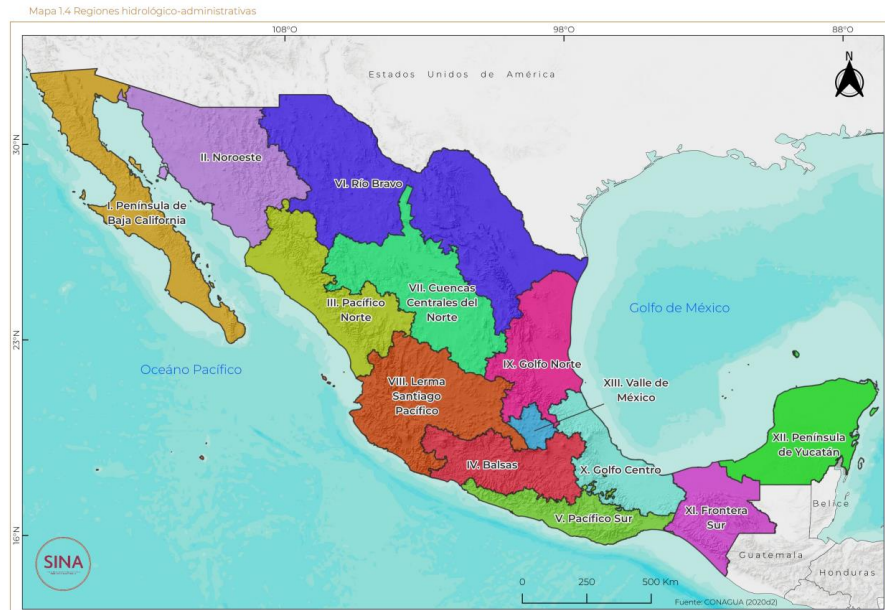 Mapa 1.4 Regiones hidrológico-administrativas
108°O
98°O
88°O
N
Estados Unidos de América
30°N
II. Noroeste
VI. Río Bravo
I. Península de
Baja California
VII. Cuencas
Centrales del
Norte
III. Pacífico
Norte
Golfo de México
23°N
Océano Pacífico
IX. Golfo Norte
XIII. Valle de
México
VIII. Lerma
Santiago
Pacífico
XII. Península
de Yucatán
IV. Balsas
X. Golfo Centro
XI. Frontera
Sur
Belice
V. Pacífico Sur
16°N
Guatemala
Honduras
SINA
0 250 500 Km
Fuente: CONAGUA (2020d2)